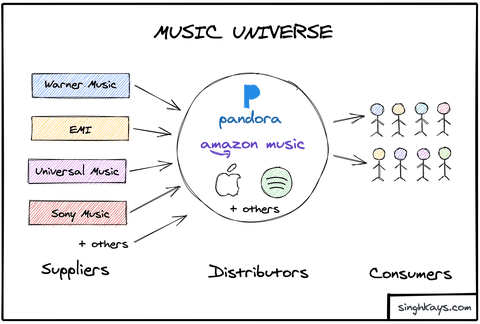 MUSIC UNIVERSE
Warner Music
EMI
Universal Music
Sony Music
+ others
Suppliers
pandora
amazon music
+ others
Distributors
Consumers
singhkays.com